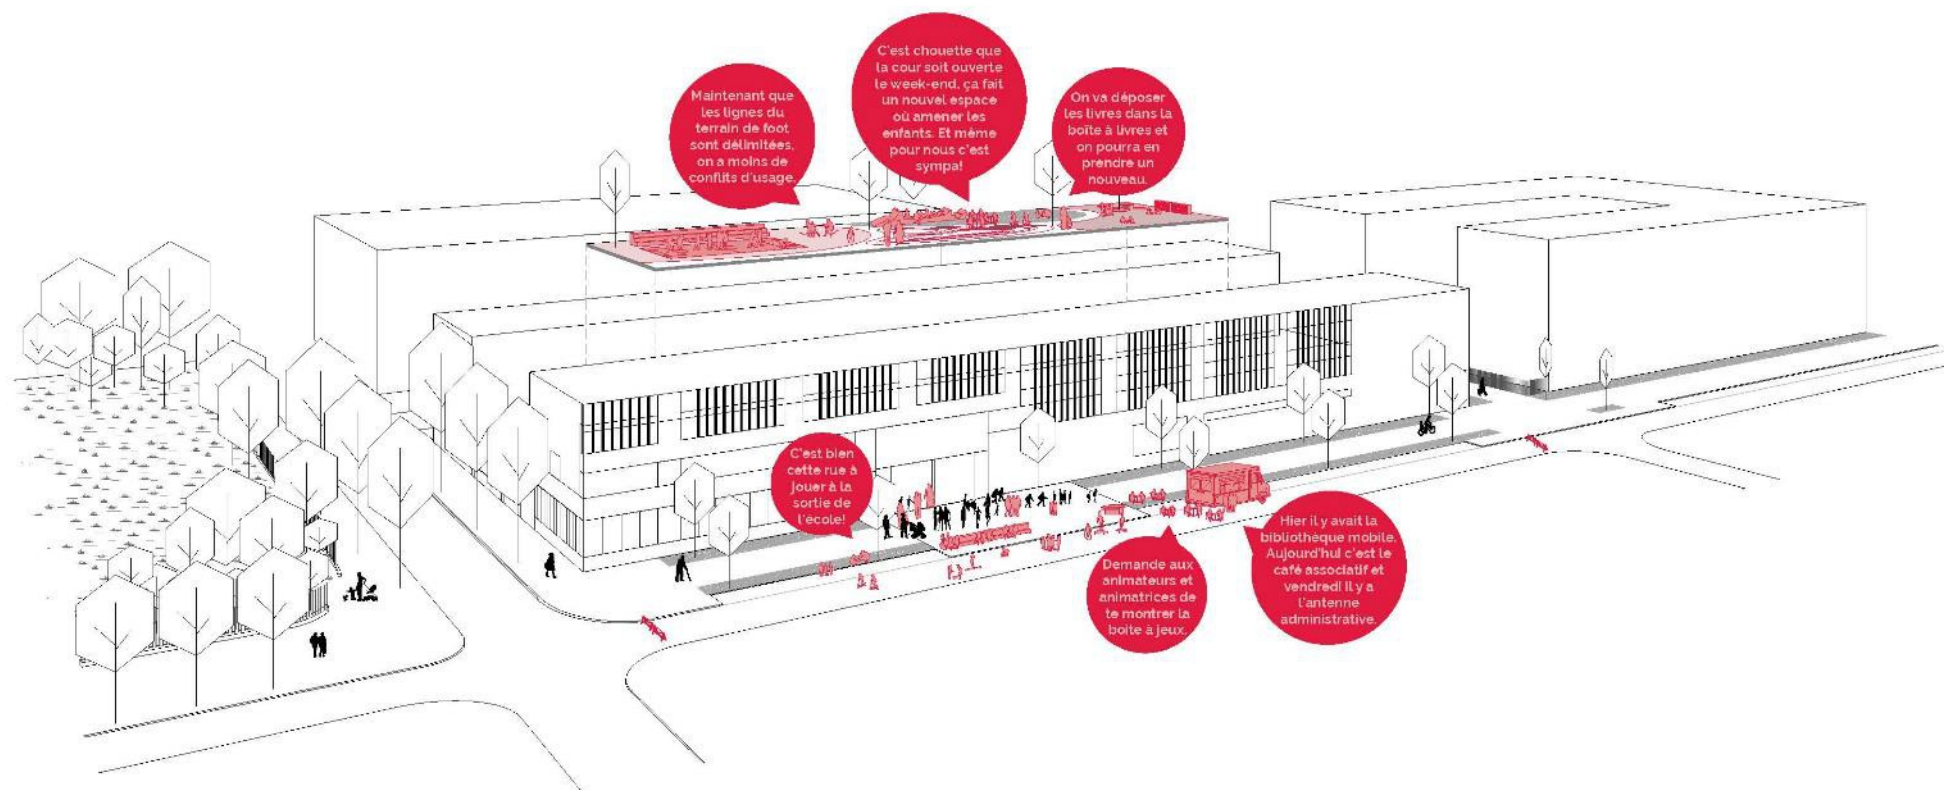 Maintenant que
les lignes du
terrain de foot
sont délimitées,
on a moins de
conflits d'usage.
C'est chouette que
la cour soit ouverte
le week-end, ça fait
un nouvel espace
où amener les
enfants. Et même
pour nous c'est
sympa!
On va déposer
les livres dans la
boîte à livres et
on pourra en
prendre un
nouveau.
C'est bien
cette rue à
jouer à la
sortie de
l'école!
Demande aux
animateurs et
animatrices de
te montrer la
boite à jeux.
Hier il y avait la
bibliothèque mobile.
Aujourd'hui c'est le
café associatif et
vendredi il y a
l'antenne
administrative.